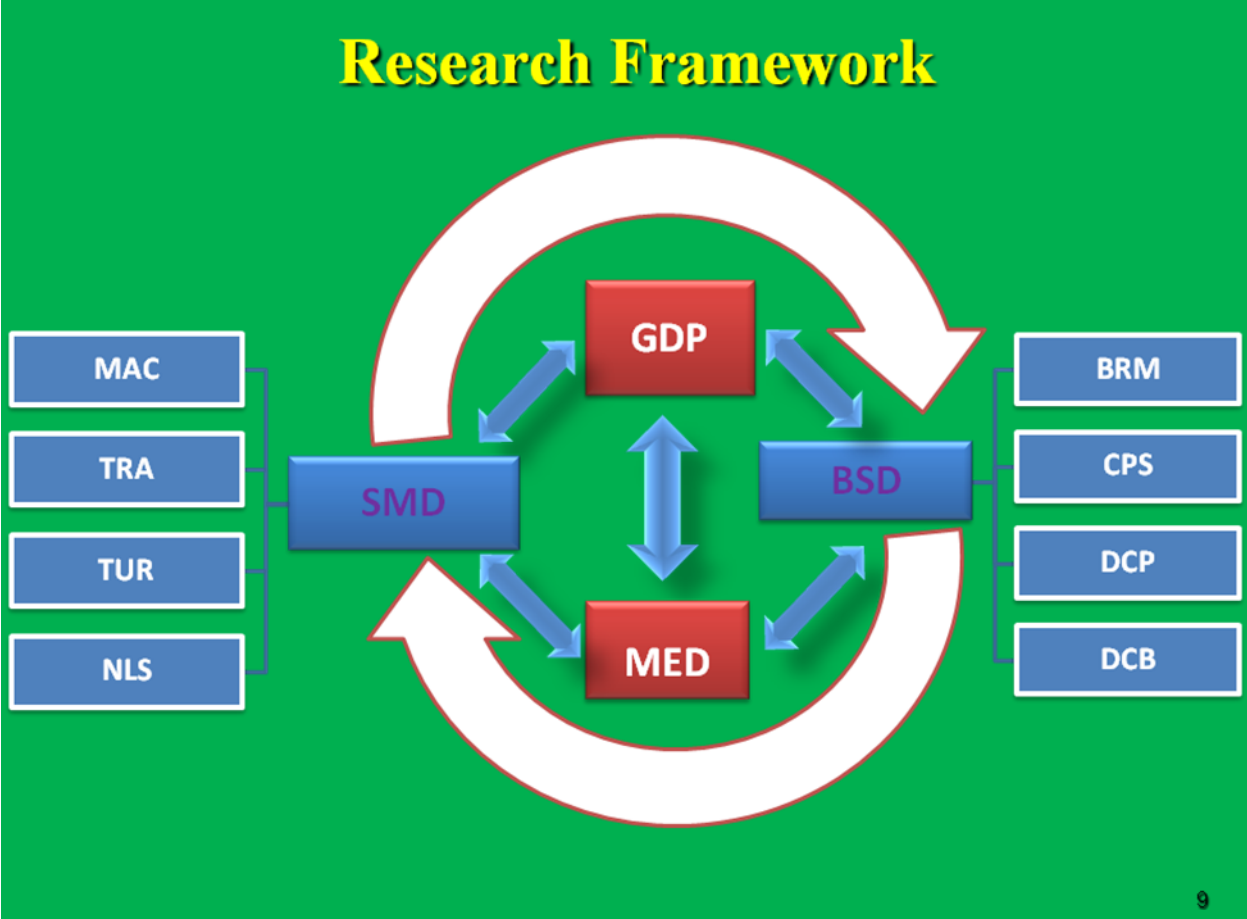 Research Framework
GDP
MAC
BRM
TRA
CPS
SMD
BSD
TUR
DCP
MED
NLS
DCB
9